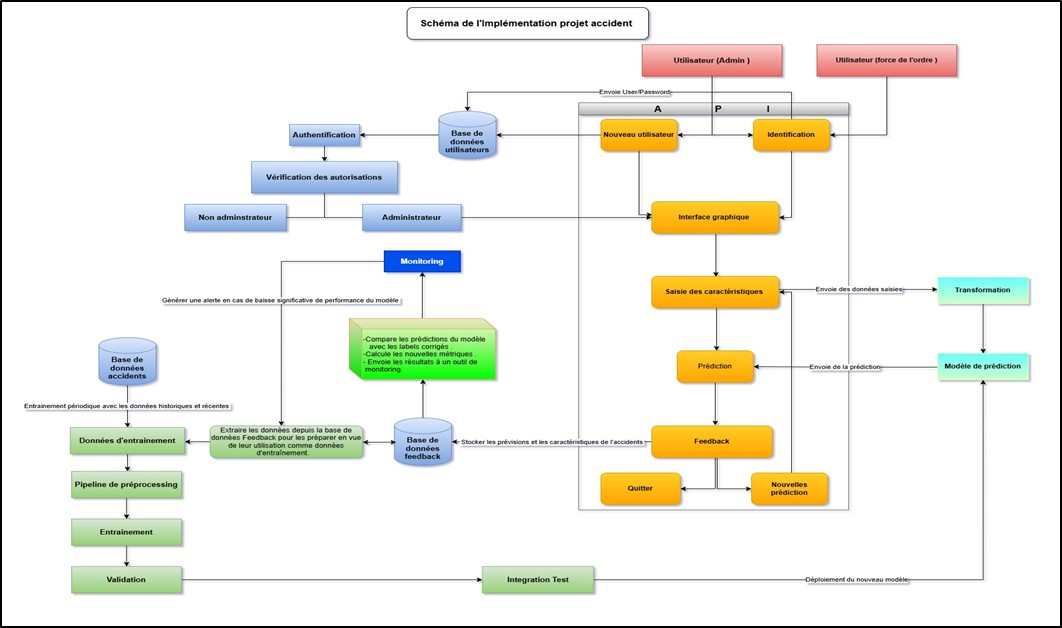 Schéma de l'Implémentation projet accident
Utilisateur (Admin )
Utilisateur (force de l'ordre )
Envoie User/Password
A P I
Authentification
Base de
données
utilisateurs
Nouveau utilisateur
Identification
Vérification des autorisations
Non adminstrateur
Administrateur
Interface graphique
Monitoring
Générer une alerte en cas de baisse significative de performance du modèle
Saisie des caractéristiques
Envoie des données saisies
Transformation
-Compare les prédictions du modèle
avec les labels corrigés .
-Calcule les nouvelles métriques .
- Envoie les résultats à un outil de
monitoring.
Base de
données
accidents
Prédiction
Envoie de la prédiction
Modèle de prédiction
Entrainement périodique avec les données historiques et récentes
Données d'entrainement
Extraire les données depuis la base de
données Feedback pour les préparer en vue
de leur utilisation comme données
d'entraînement.
Base de
données
feedback
Stocker les prévisions et les caractéristiques de l'accidents
Feedback
Pipeline de préprocessing
Quitter
Nouvelles
prédiction
Entrainement
Validation
Integration Test
Déploiement du nouveau modèle